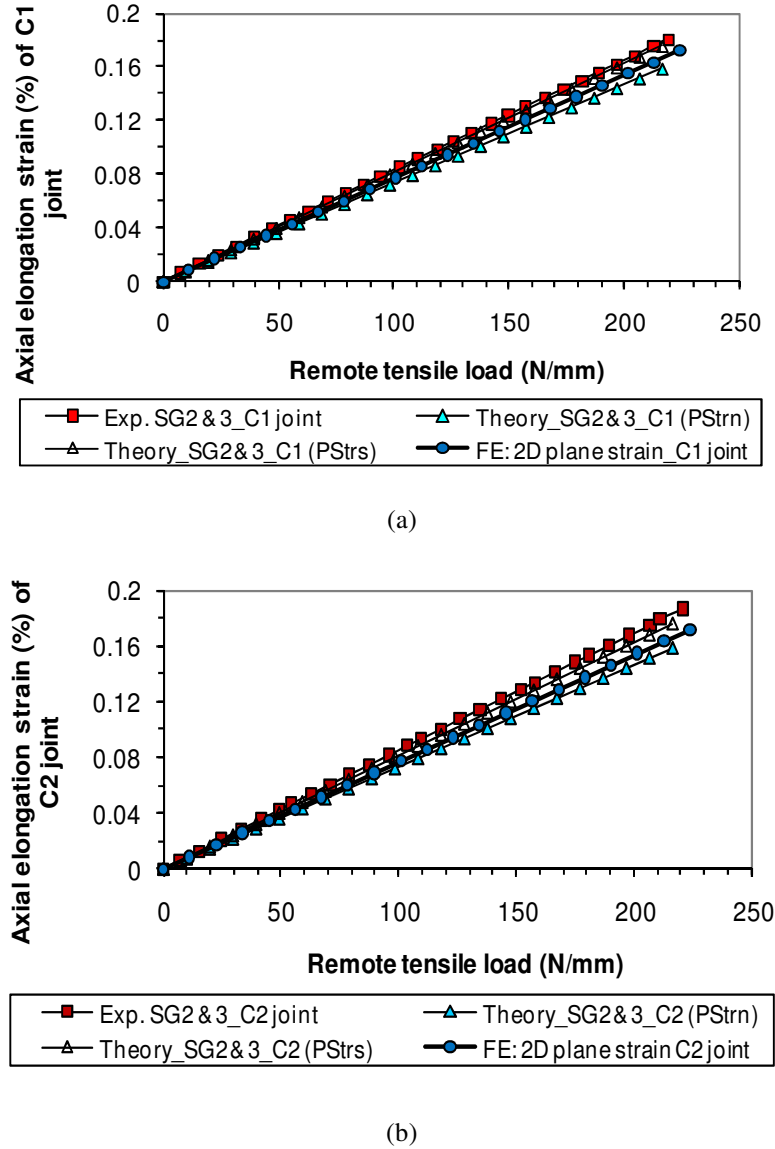 0.2
0.16
0.12
0.08
0.04
0
Axial elongation strain (%) of C1
joint
0 50 100 150 200 250
Remote tensile load (N/mm)
Exp. SG2 & 3_C1 joint
Theory_SG2 & 3_C1 (PStrn)
Theory_SG2 & 3_C1 (PStrs)
FE: 2D plane strain_C1 joint
(a)
0.2
0.16
0.12
0.08
0.04
0
Axial elongation strain (%) of
C2 joint
0 50 100 150 200 250
Remote tensile load (N/mm)
Exp. SG2 & 3_C2 joint
Theory_SG2 & 3_C2 (PStrn)
Theory_SG2 & 3_C2 (PStrs)
FE: 2D plane strain C2 joint
(b)